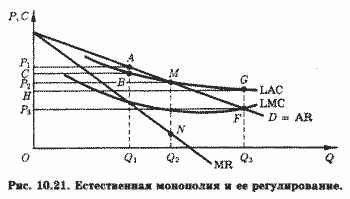 P, C
P₁
A
C
B
M
P₂
G
LAC
H
LMC
P₃
F
D = AR
N
O
Q₁
Q₂
Q₃
Q
MR
Рис. 10.21. Естественная монополия и ее регулирование.